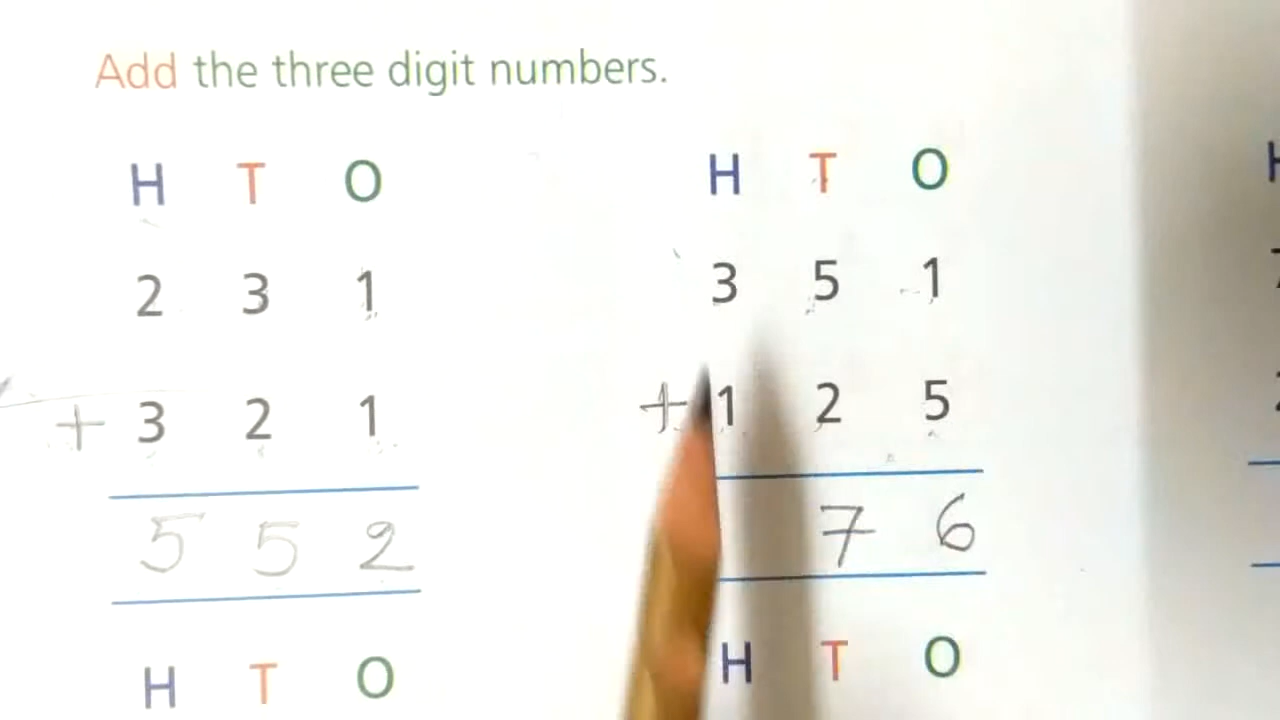 Add the three digit numbers.
H T O H T O
2 3 1 3 5 1
+ 3 2 1 + 1 2 5
5 5 2 7 6
H T O H T O